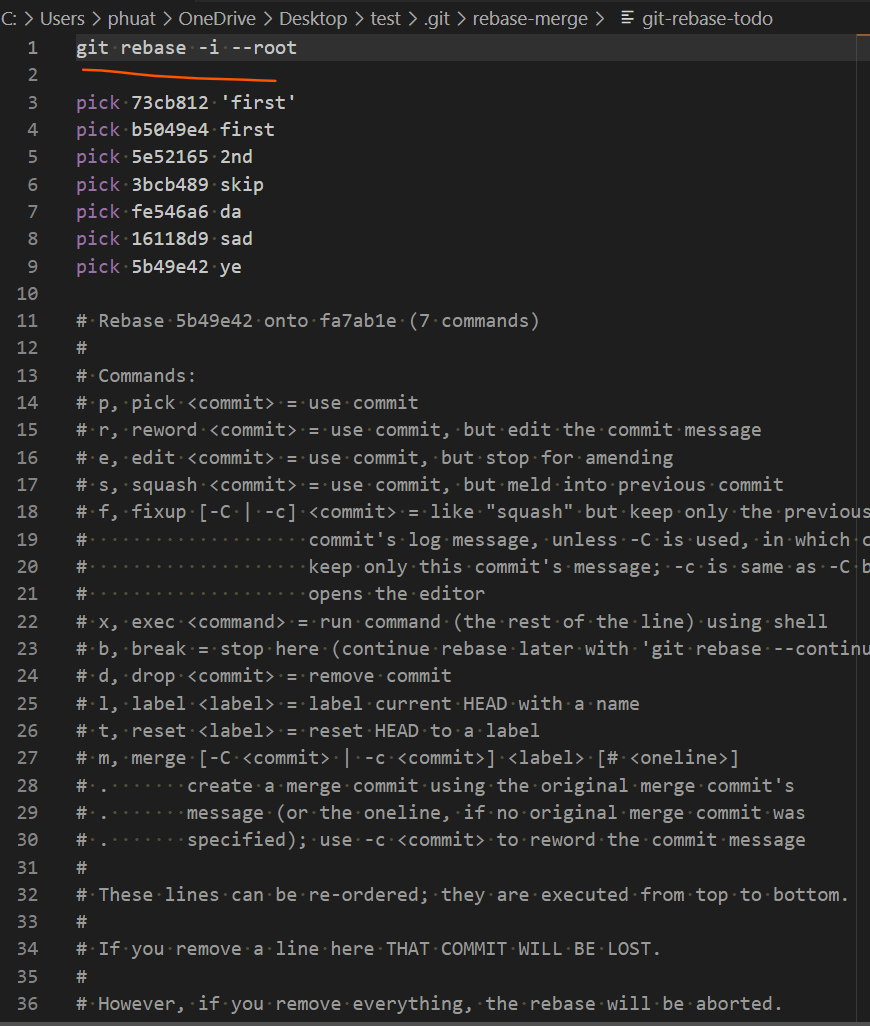 C: > Users > phuat > OneDrive > Desktop > test > .git > rebase-merge > git-rebase-todo
1 git rebase -i --root
2
3 pick 73cb812 'first'
4 pick b5049e4 first
5 pick 5e52165 2nd
6 pick 3bcb489 skip
7 pick fe546a6 da
8 pick 16118d9 sad
9 pick 5b49e42 ye
10
11 # Rebase 5b49e42 onto fa7ab1e (7 commands)
12 #
13 # Commands:
14 # p, pick <commit> = use commit
15 # r, reword <commit> = use commit, but edit the commit message
16 # e, edit <commit> = use commit, but stop for amending
17 # s, squash <commit> = use commit, but meld into previous commit
18 # f, fixup [-C | -c] <commit> = like "squash" but keep only the previous
19 # commit's log message, unless -C is used, in which c
20 # keep only this commit's message; -c is same as -C b
21 # opens the editor
22 # x, exec <command> = run command (the rest of the line) using shell
23 # b, break = stop here (continue rebase later with 'git rebase --continu
24 # d, drop <commit> = remove commit
25 # l, label <label> = label current HEAD with a name
26 # t, reset <label> = reset HEAD to a label
27 # m, merge [-C <commit> | -c <commit>] <label> [# <oneline>]
28 # . create a merge commit using the original merge commit's
29 # . message (or the oneline, if no original merge commit was
30 # . specified); use -c <commit> to reword the commit message
31 #
32 # These lines can be re-ordered; they are executed from top to bottom.
33 #
34 # If you remove a line here THAT COMMIT WILL BE LOST.
35 #
36 # However, if you remove everything, the rebase will be aborted.